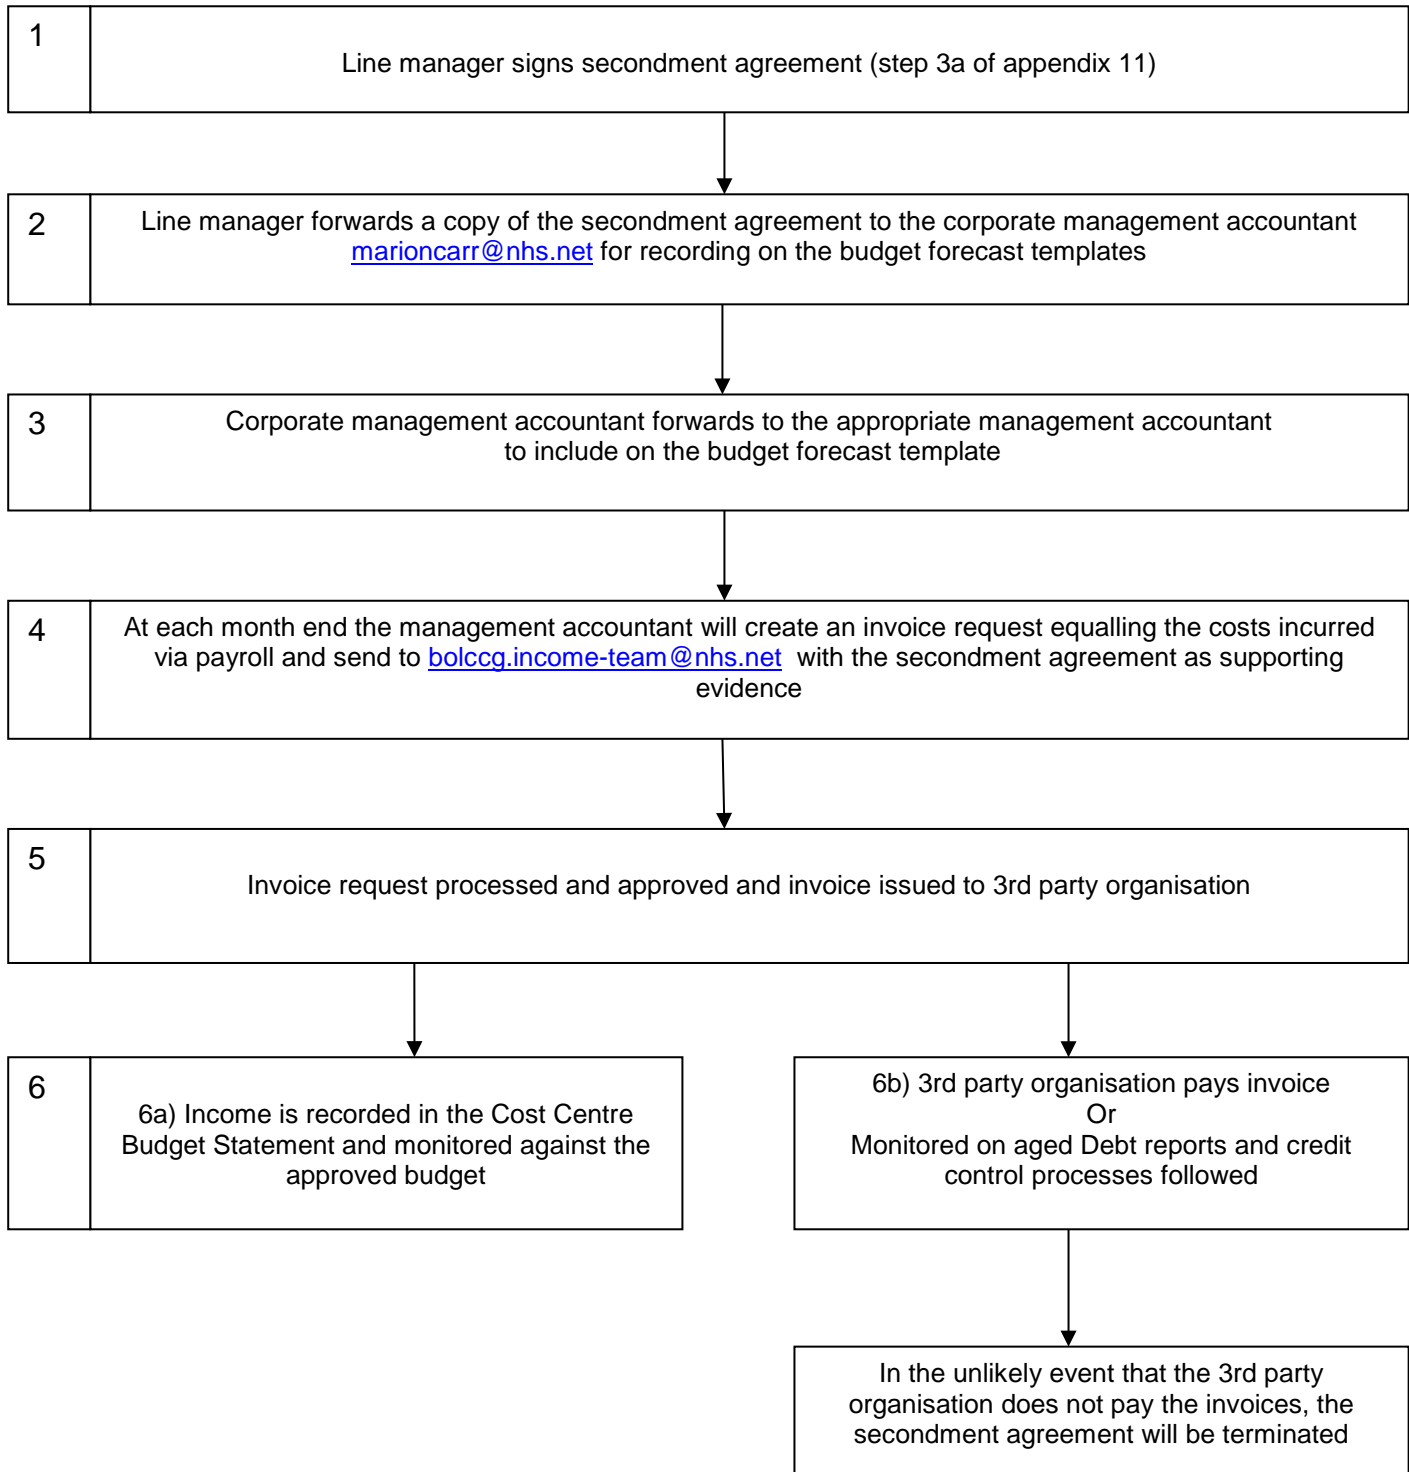 1
Line manager signs secondment agreement (step 3a of appendix 11)
2
Line manager forwards a copy of the secondment agreement to the corporate management accountant
marioncarr@nhs.net for recording on the budget forecast templates
3
Corporate management accountant forwards to the appropriate management accountant
to include on the budget forecast template
4
At each month end the management accountant will create an invoice request equalling the costs incurred
via payroll and send to bolccg.income-team@nhs.net with the secondment agreement as supporting
evidence
5
Invoice request processed and approved and invoice issued to 3rd party organisation
6
6a) Income is recorded in the Cost Centre
Budget Statement and monitored against the
approved budget
6b) 3rd party organisation pays invoice
Or
Monitored on aged Debt reports and credit
control processes followed
In the unlikely event that the 3rd party
organisation does not pay the invoices, the
secondment agreement will be terminated